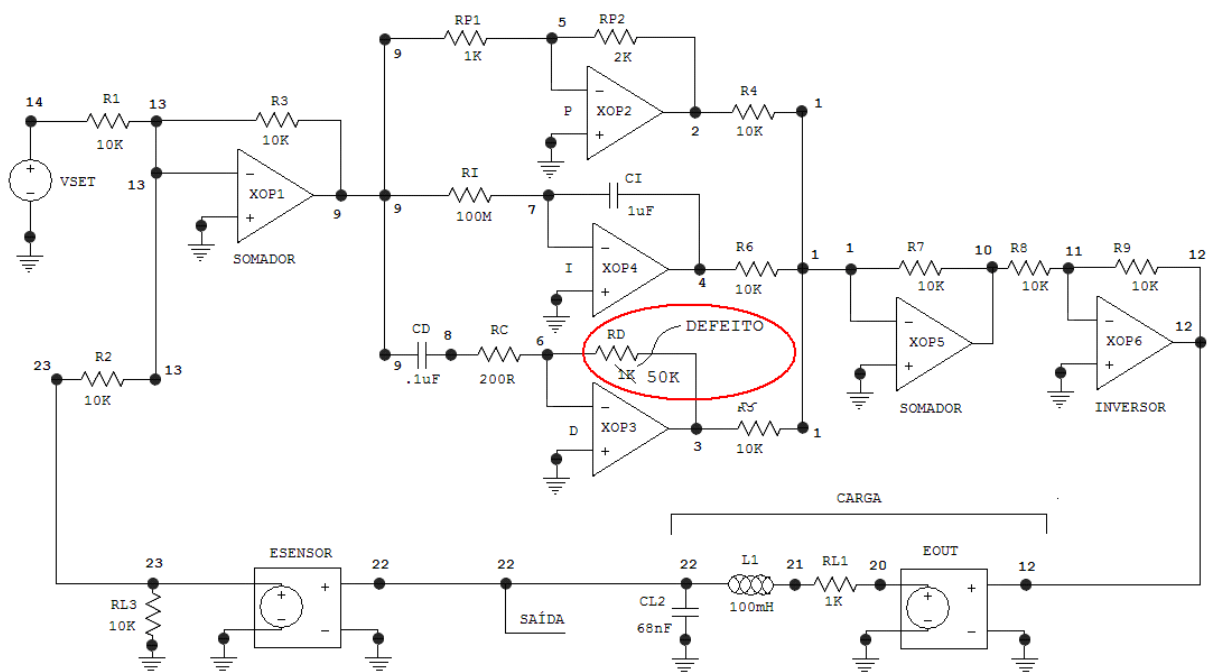 RP1
1K
5
RP2
2K
9
P
XOP2
2
R4
10K
1
14
R1
10K
13
R3
10K
13
VSET
XOP1
9
SOMADOR
9
RI
100M
7
CI
1uF
I
XOP4
4
R6
10K
1
1
R7
10K
10
R8
10K
11
R9
10K
12
XOP5
SOMADOR
XOP6
12
INVERSOR
9
CD
.1uF
8
RC
200R
6
RD
1K
50K
DEFEITO
D
XOP3
3
R5
10K
1
23
R2
10K
13
CARGA
23
RL3
10K
ESENSOR
22
22
SAÍDA
22
CL2
68nF
L1
100mH
21
RL1
1K
20
EOUT
12